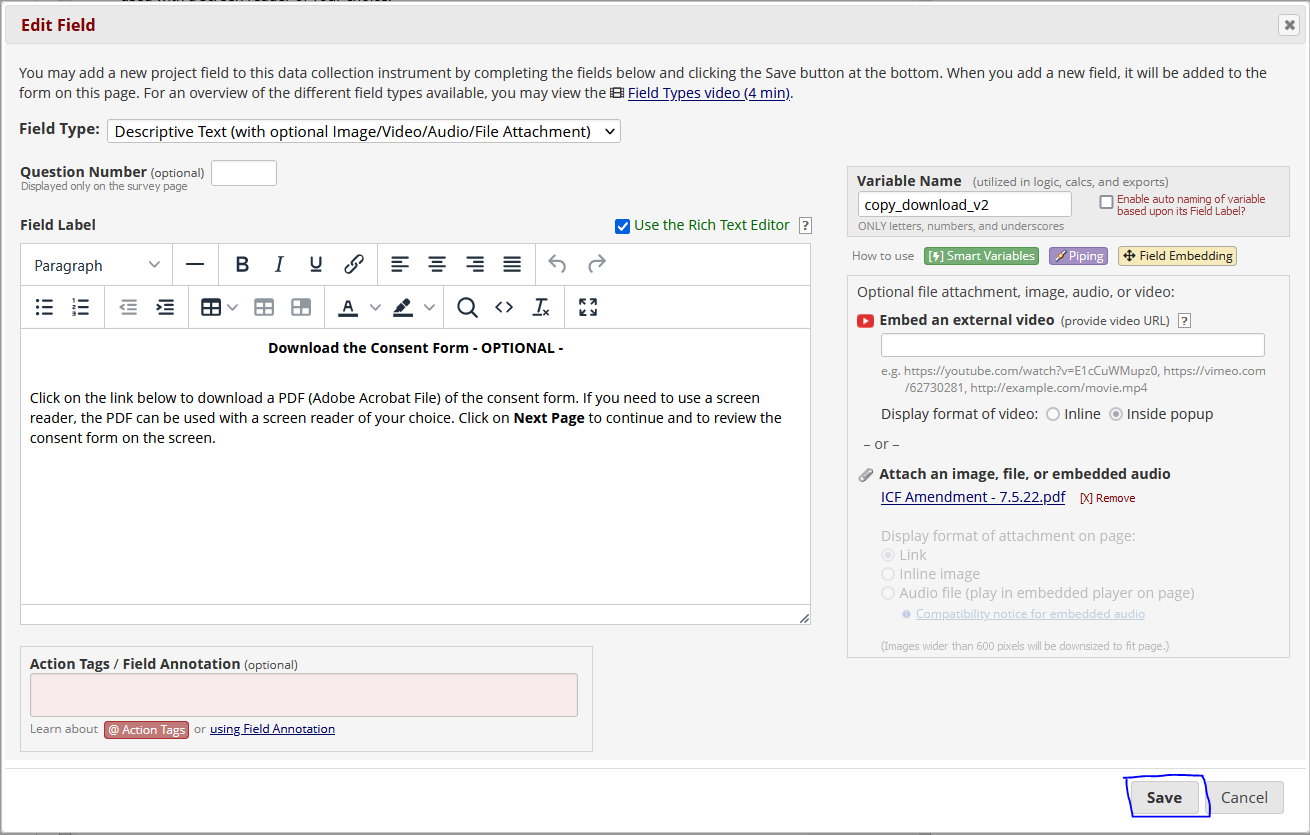 Edit Field
You may add a new project field to this data collection instrument by completing the fields below and clicking the Save button at the bottom. When you add a new field, it will be added to the
form on this page. For an overview of the different field types available, you may view the Field Types video (4 min).
Field Type: Descriptive Text (with optional Image/Video/Audio/File Attachment)
Question Number (optional)
Displayed only on the survey page
Field Label
Use the Rich Text Editor ?
Paragraph
B I U
A
Download the Consent Form - OPTIONAL -
Click on the link below to download a PDF (Adobe Acrobat File) of the consent form. If you need to use a screen
reader, the PDF can be used with a screen reader of your choice. Click on Next Page to continue and to review the
consent form on the screen.
Action Tags / Field Annotation (optional)
Learn about @ Action Tags or using Field Annotation
Variable Name (utilized in logic, calcs, and exports)
copy_download_v2
Enable auto naming of variable
based upon its Field Label?
ONLY letters, numbers, and underscores
How to use Smart Variables Piping Field Embedding
Optional file attachment, image, audio, or video:
Embed an external video (provide video URL) ?
e.g. https://youtube.com/watch?v=E1cCuWMupz0, https://vimeo.com
/62730281, http://example.com/movie.mp4
Display format of video: Inline Inside popup
– or –
Attach an image, file, or embedded audio
ICF Amendment - 7.5.22.pdf [X] Remove
Display format of attachment on page:
Link
Inline image
Audio file (play in embedded player on page)
Compatibility notice for embedded audio
(Images wider than 600 pixels will be downsized to fit page.)
Save Cancel